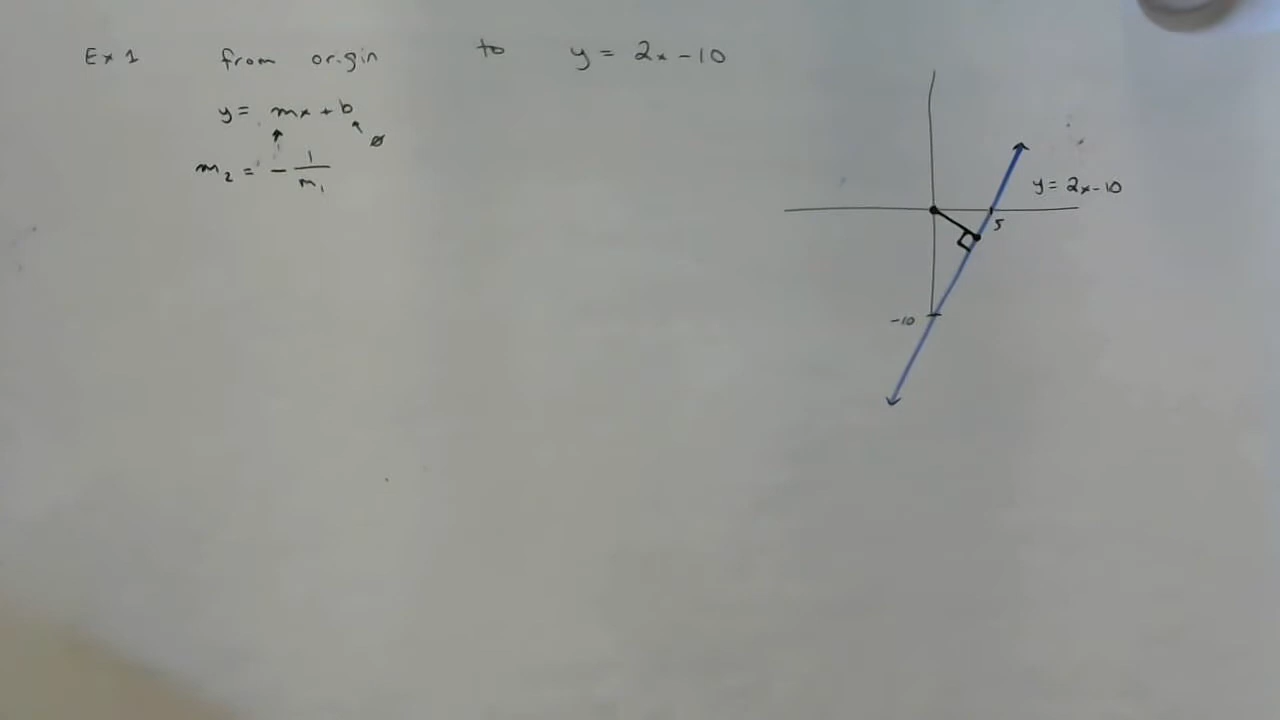 Ex 1 from origin to y = 2x - 10
y = mx + b
ø
m₂ = - 1/m₁
y = 2x - 10
5
-10